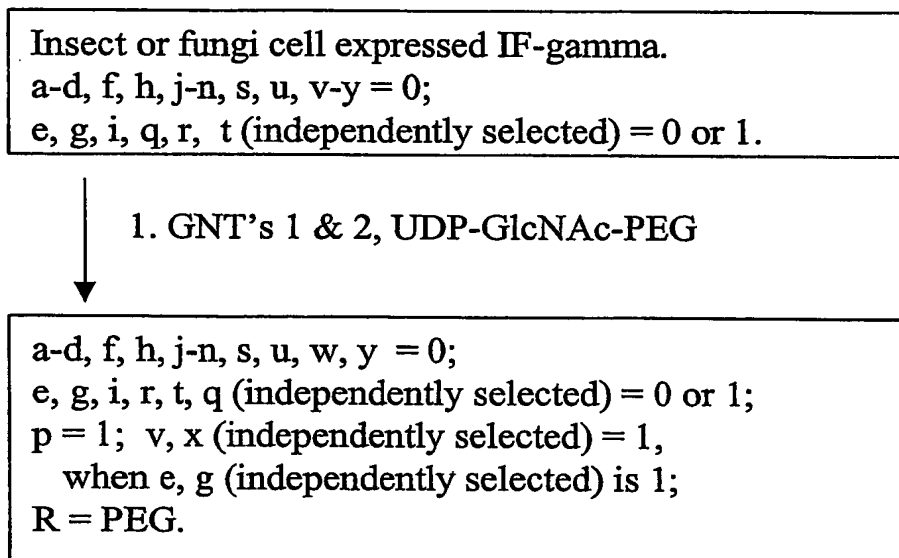 Insect or fungi cell expressed IF-gamma.
a-d, f, h, j-n, s, u, v-y = 0;
e, g, i, q, r, t (independently selected) = 0 or 1.
1. GNT's 1 & 2, UDP-GlcNAc-PEG
a-d, f, h, j-n, s, u, w, y = 0;
e, g, i, r, t, q (independently selected) = 0 or 1;
p = 1; v, x (independently selected) = 1,
when e, g (independently selected) is 1;
R = PEG.